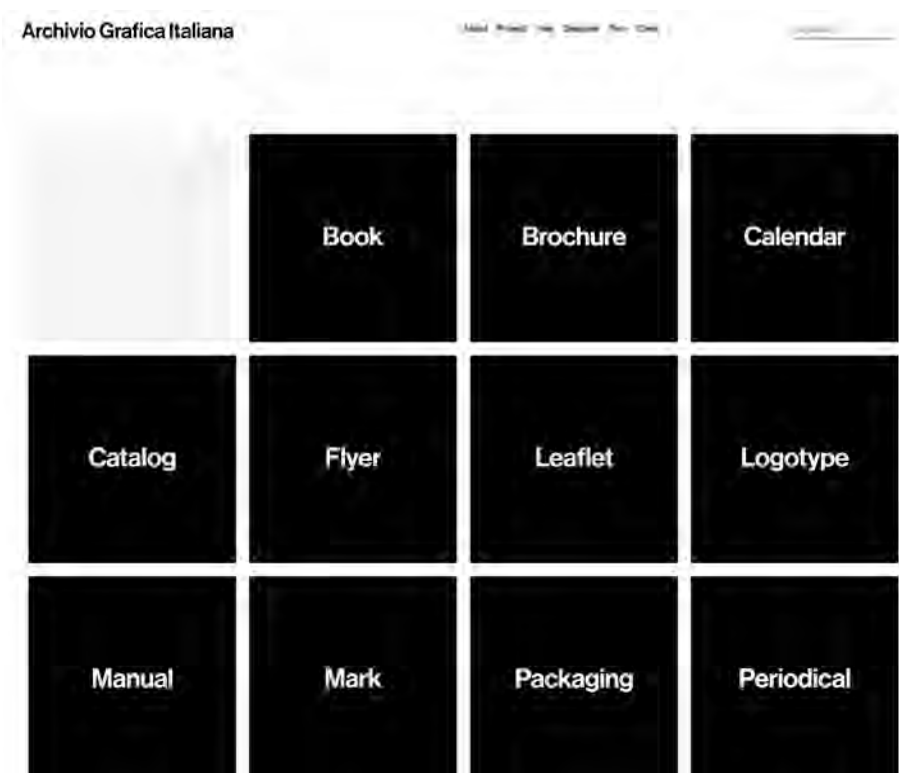 Archivio Grafica Italiana
Book
Brochure
Calendar
Catalog
Flyer
Leaflet
Logotype
Manual
Mark
Packaging
Periodical